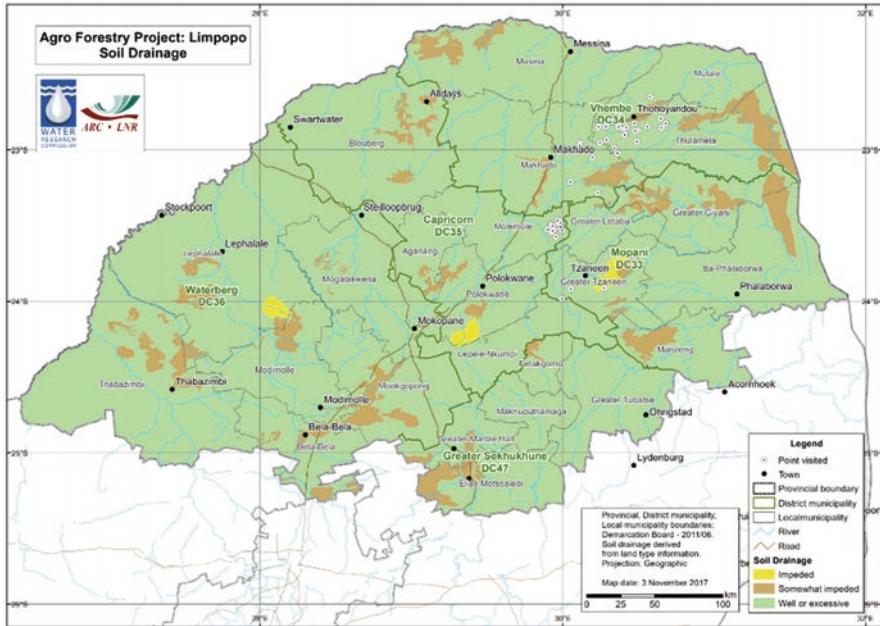 Agro Forestry Project: Limpopo
Soil Drainage
WATER
RESEARCH
COMMISSION
ARC • LNR
28°E
30°E
32°E
Messina
Musina
Mutale
Alldays
Vhembe
DC34
Thohoyandou
Swartwater
Blouberg
Thulamela
23°S
23°S
Makhado
Makhado
Stockpoort
Steilloopbrug
Capricorn
DC35
Molemole
Greater Letaba
Greater Giyani
Lephalale
Lephalale
Aganang
Mopani
DC33
Tzaneen
Greater Tzaneen
Ba-Phalaborwa
Mogalakwena
Polokwane
Polokwane
Waterberg
DC36
Phalaborwa
24°S
24°S
Mokopane
Lepele-Nkumpi
Fetakgomo
Maruleng
Thabazimbi
Thabazimbi
Modimolle
Mookgopong
Modimolle
Makhuduthamaga
Greater Tubatse
Acornhoek
Ohrigstad
Bela-Bela
Bela-Bela
Greater Marble Hall
Greater Sekhukhune
DC47
Elias Motsoaledi
Lydenburg
25°S
Legend
Point visited
Town
Provincial boundary
District municipality
Localmunicipality
River
Road
Soil Drainage
Impeded
Somewhat impeded
Well or excessive
Provincial, District municipality,
Local municipality boundaries:
Demarcation Board - 2011/06.
Soil drainage derived
from land type information.
Projection: Geographic
Map date: 3 November 2017
km
0 25 50 100
28°E
30°E
32°E